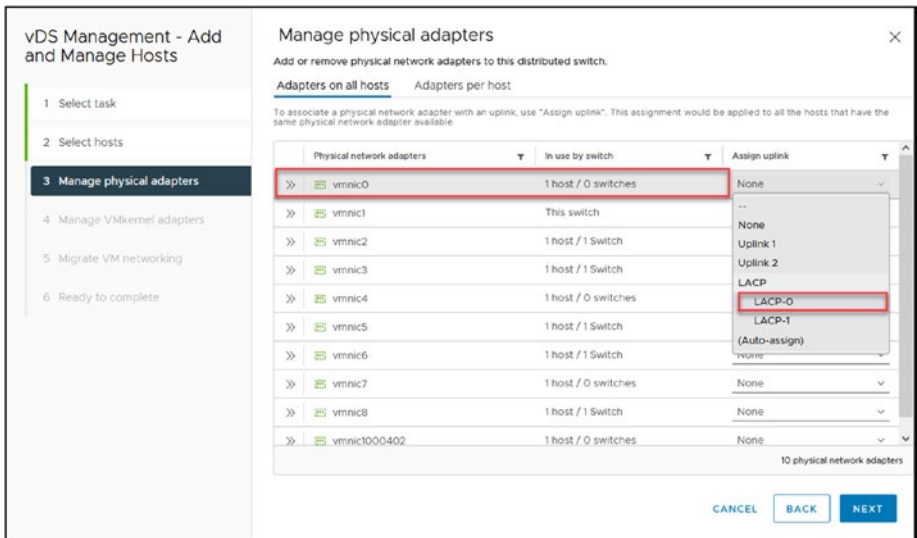 vDS Management - Add
and Manage Hosts
1 Select task
2 Select hosts
3 Manage physical adapters
4 Manage VMkernel adapters
5 Migrate VM networking
6 Ready to complete
Manage physical adapters
Add or remove physical network adapters to this distributed switch.
Adapters on all hosts Adapters per host
To associate a physical network adapter with an uplink, use "Assign uplink". This assignment would be applied to all the hosts that have the
same physical network adapter available
Physical network adapters In use by switch Assign uplink
vmnic0 1 host / 0 switches None
vmnic1 This switch
vmnic2 1 host / 1 Switch
vmnic3 1 host / 1 Switch
vmnic4 1 host / 0 switches
vmnic5 1 host / 1 Switch
vmnic6 1 host / 1 Switch None
vmnic7 1 host / 0 switches None
vmnic8 1 host / 1 Switch None
vmnic1000402 1 host / 0 switches None
--
None
Uplink 1
Uplink 2
LACP
LACP-0
LACP-1
(Auto-assign)
10 physical network adapters
CANCEL BACK NEXT